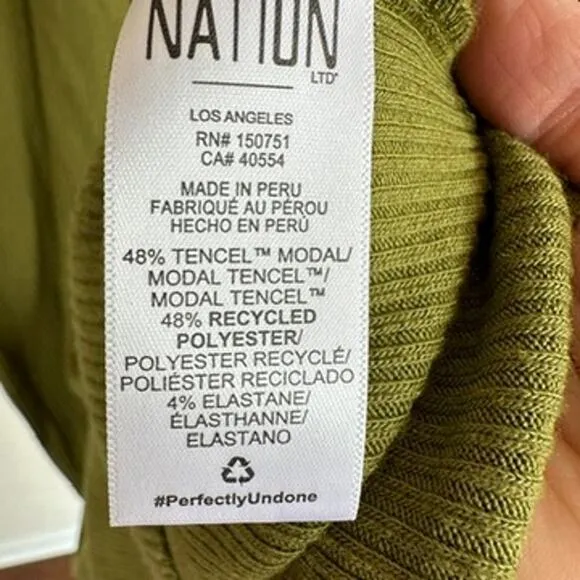 NATION
LTD®
LOS ANGELES
RN# 150751
CA# 40554
MADE IN PERU
FABRIQUÉ AU PÉROU
HECHO EN PERÚ
48% TENCEL™ MODAL/
MODAL TENCEL™/
MODAL TENCEL™
48% RECYCLED
POLYESTER/
POLYESTER RECYCLÉ/
POLIÉSTER RECICLADO
4% ELASTANE/
ÉLASTHANNE/
ELASTANO
#PerfectlyUndone